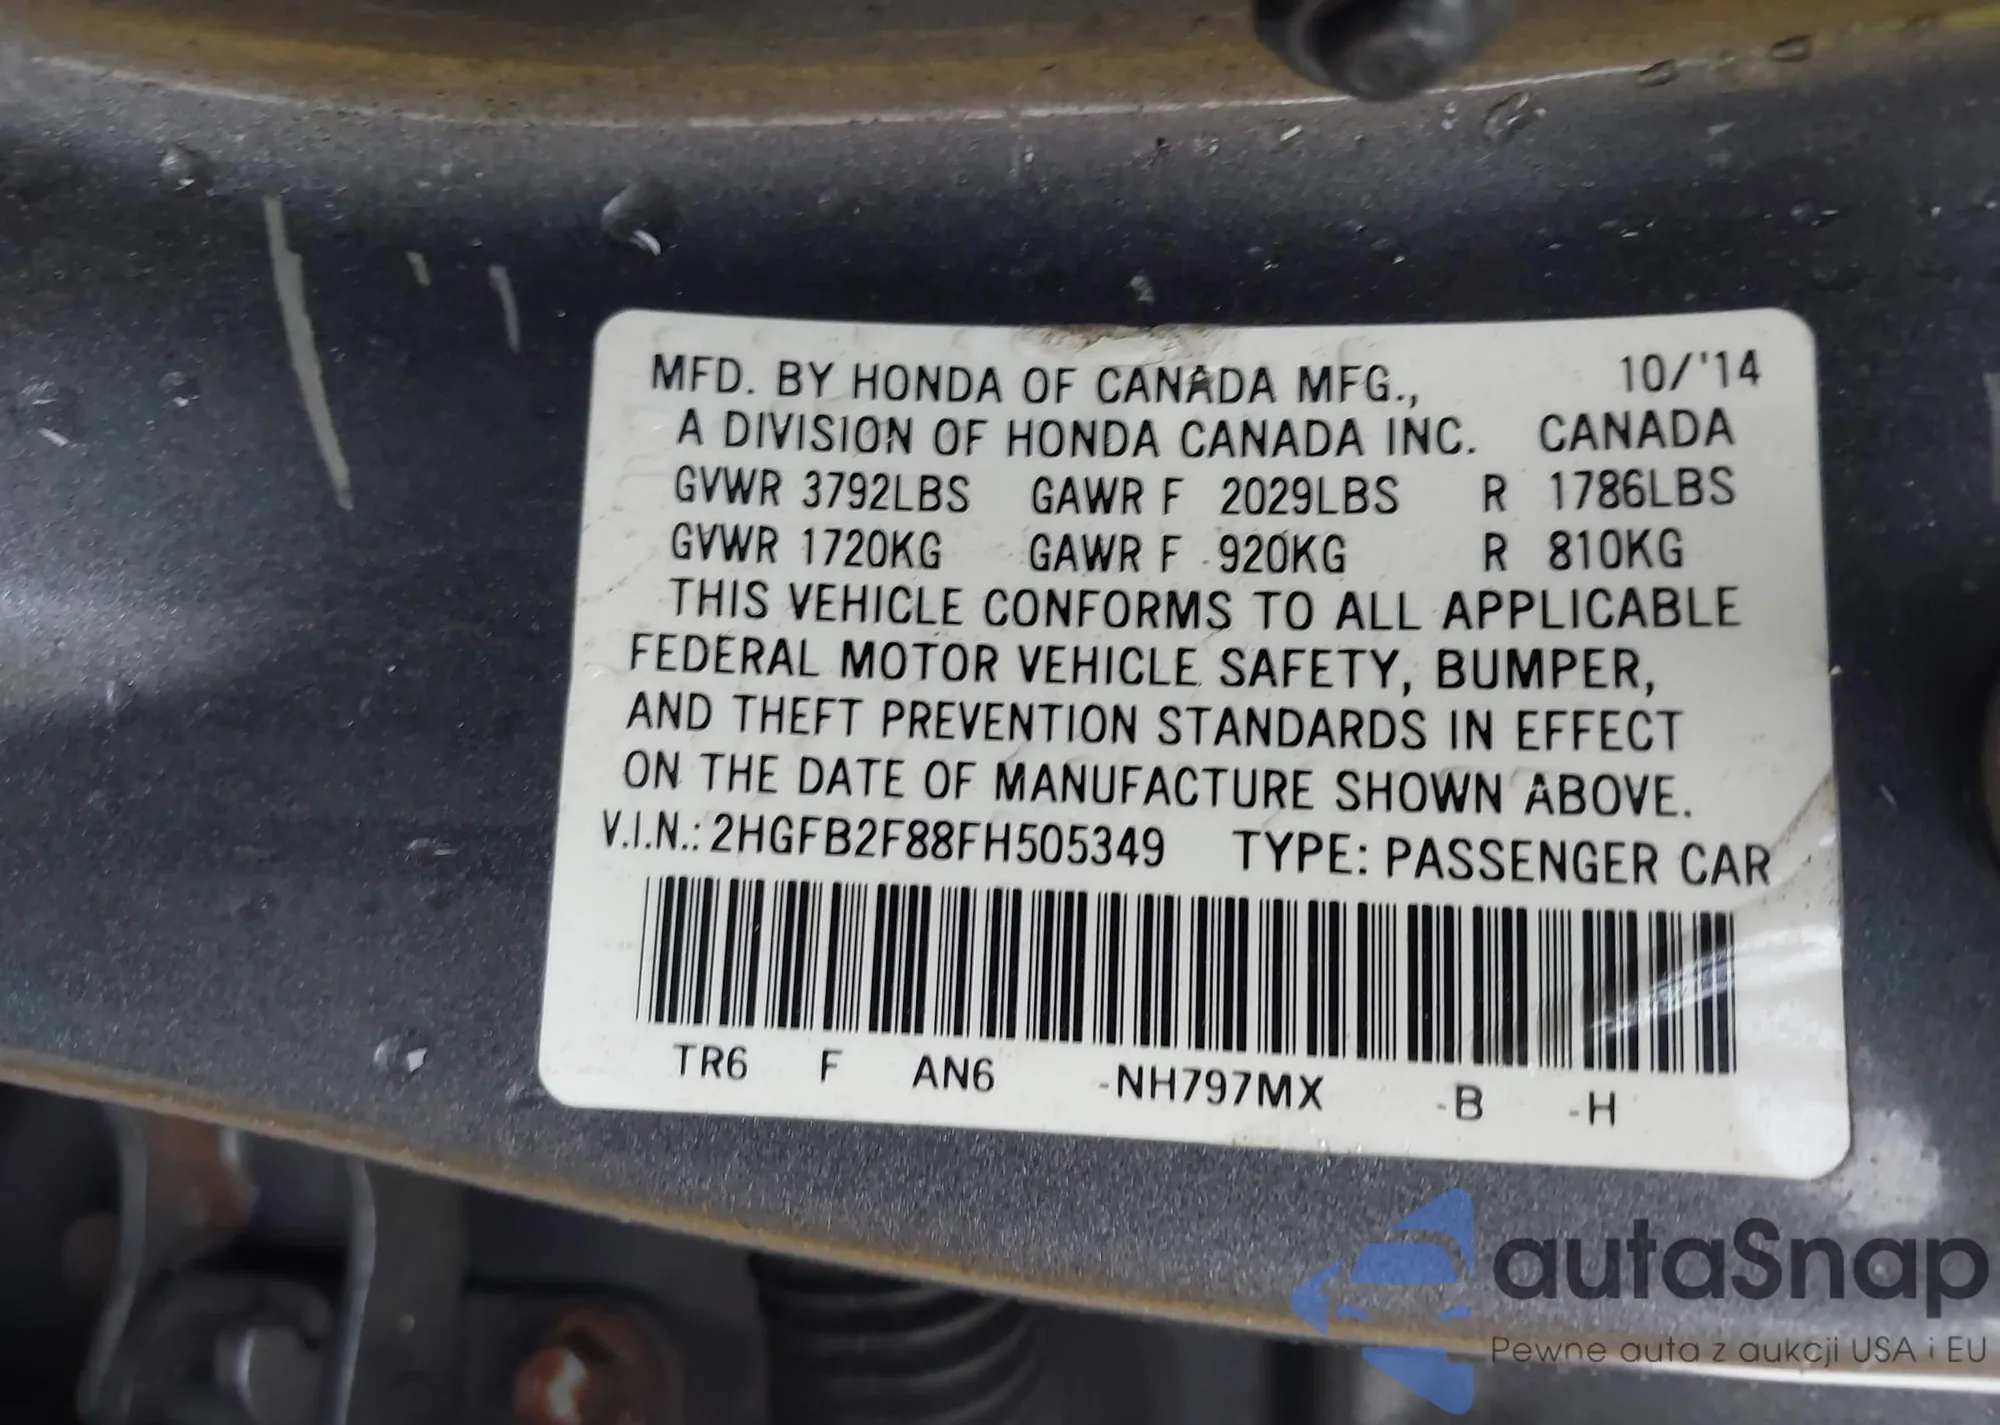 MFD. BY HONDA OF CANADA MFG., 10/'14
A DIVISION OF HONDA CANADA INC. CANADA
GVWR 3792LBS GAWR F 2029LBS R 1786LBS
GVWR 1720KG GAWR F 920KG R 810KG
THIS VEHICLE CONFORMS TO ALL APPLICABLE
FEDERAL MOTOR VEHICLE SAFETY, BUMPER,
AND THEFT PREVENTION STANDARDS IN EFFECT
ON THE DATE OF MANUFACTURE SHOWN ABOVE.
V.I.N.: 2HGFB2F88FH505349 TYPE: PASSENGER CAR
TR6 F AN6 -NH797MX -B -H
autaSnap
Pewne auta z aukcji USA i EU